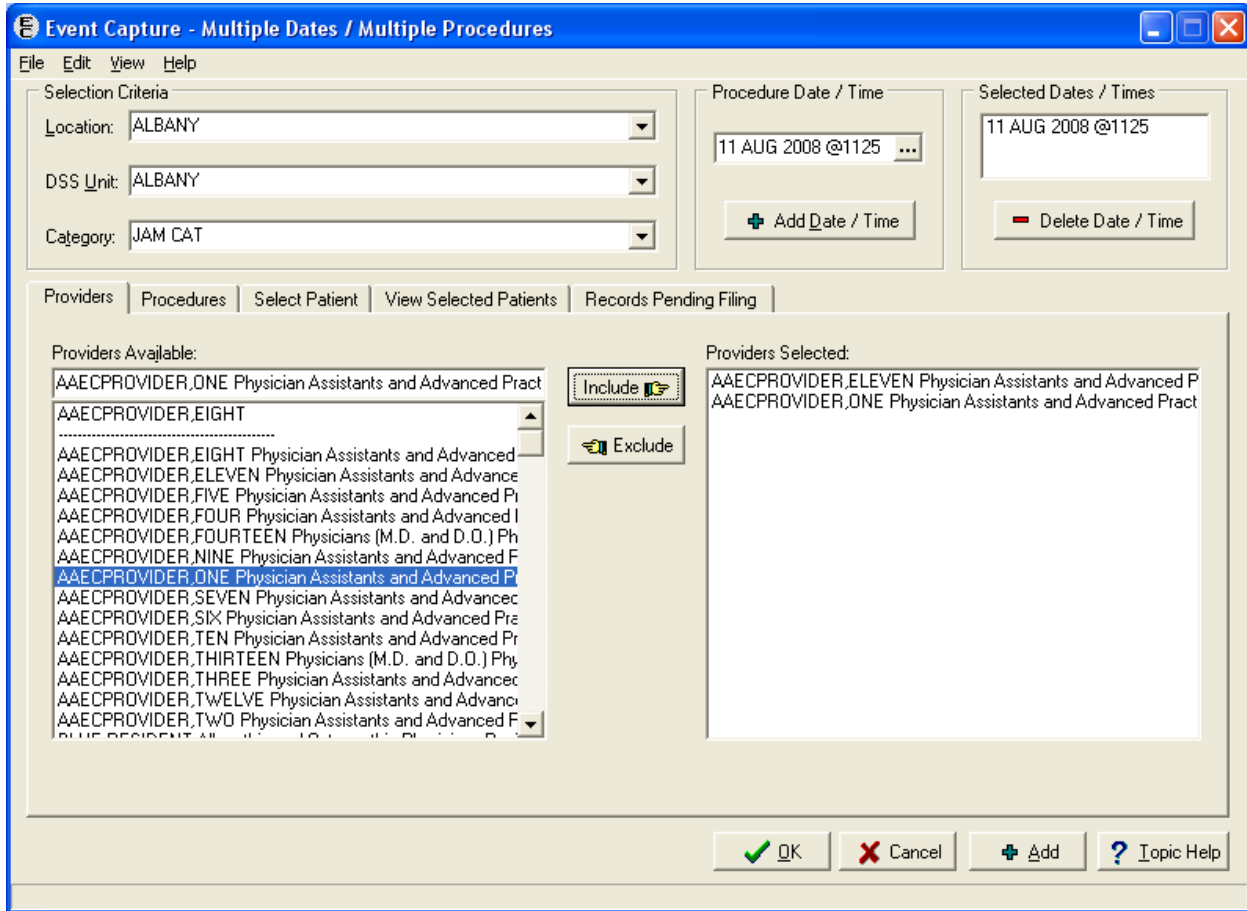 Event Capture - Multiple Dates / Multiple Procedures
File Edit View Help
Selection Criteria
Location: ALBANY
DSS Unit: ALBANY
Category: JAM CAT
Procedure Date / Time
11 AUG 2008 @1125 ...
Add Date / Time
Selected Dates / Times
11 AUG 2008 @1125
Delete Date / Time
Providers Procedures Select Patient View Selected Patients Records Pending Filing
Providers Available:
AAECPROVIDER,ONE Physician Assistants and Advanced Pract
AAECPROVIDER,EIGHT
---------------------------------------------
AAECPROVIDER,EIGHT Physician Assistants and Advanced
AAECPROVIDER,ELEVEN Physician Assistants and Advance
AAECPROVIDER,FIVE Physician Assistants and Advanced Pr
AAECPROVIDER,FOUR Physician Assistants and Advanced
AAECPROVIDER,FOURTEEN Physicians (M.D. and D.O.) Ph
AAECPROVIDER,NINE Physician Assistants and Advanced P
AAECPROVIDER,ONE Physician Assistants and Advanced Pr
AAECPROVIDER,SEVEN Physician Assistants and Advanced
AAECPROVIDER,SIX Physician Assistants and Advanced Pra
AAECPROVIDER,TEN Physician Assistants and Advanced Pr
AAECPROVIDER,THIRTEEN Physicians (M.D. and D.O.) Phy
AAECPROVIDER,THREE Physician Assistants and Advanced
AAECPROVIDER,TWELVE Physician Assistants and Advanc
AAECPROVIDER,TWO Physician Assistants and Advanced P
Include
Exclude
Providers Selected:
AAECPROVIDER,ELEVEN Physician Assistants and Advanced P
AAECPROVIDER,ONE Physician Assistants and Advanced Pract
OK Cancel Add Topic Help